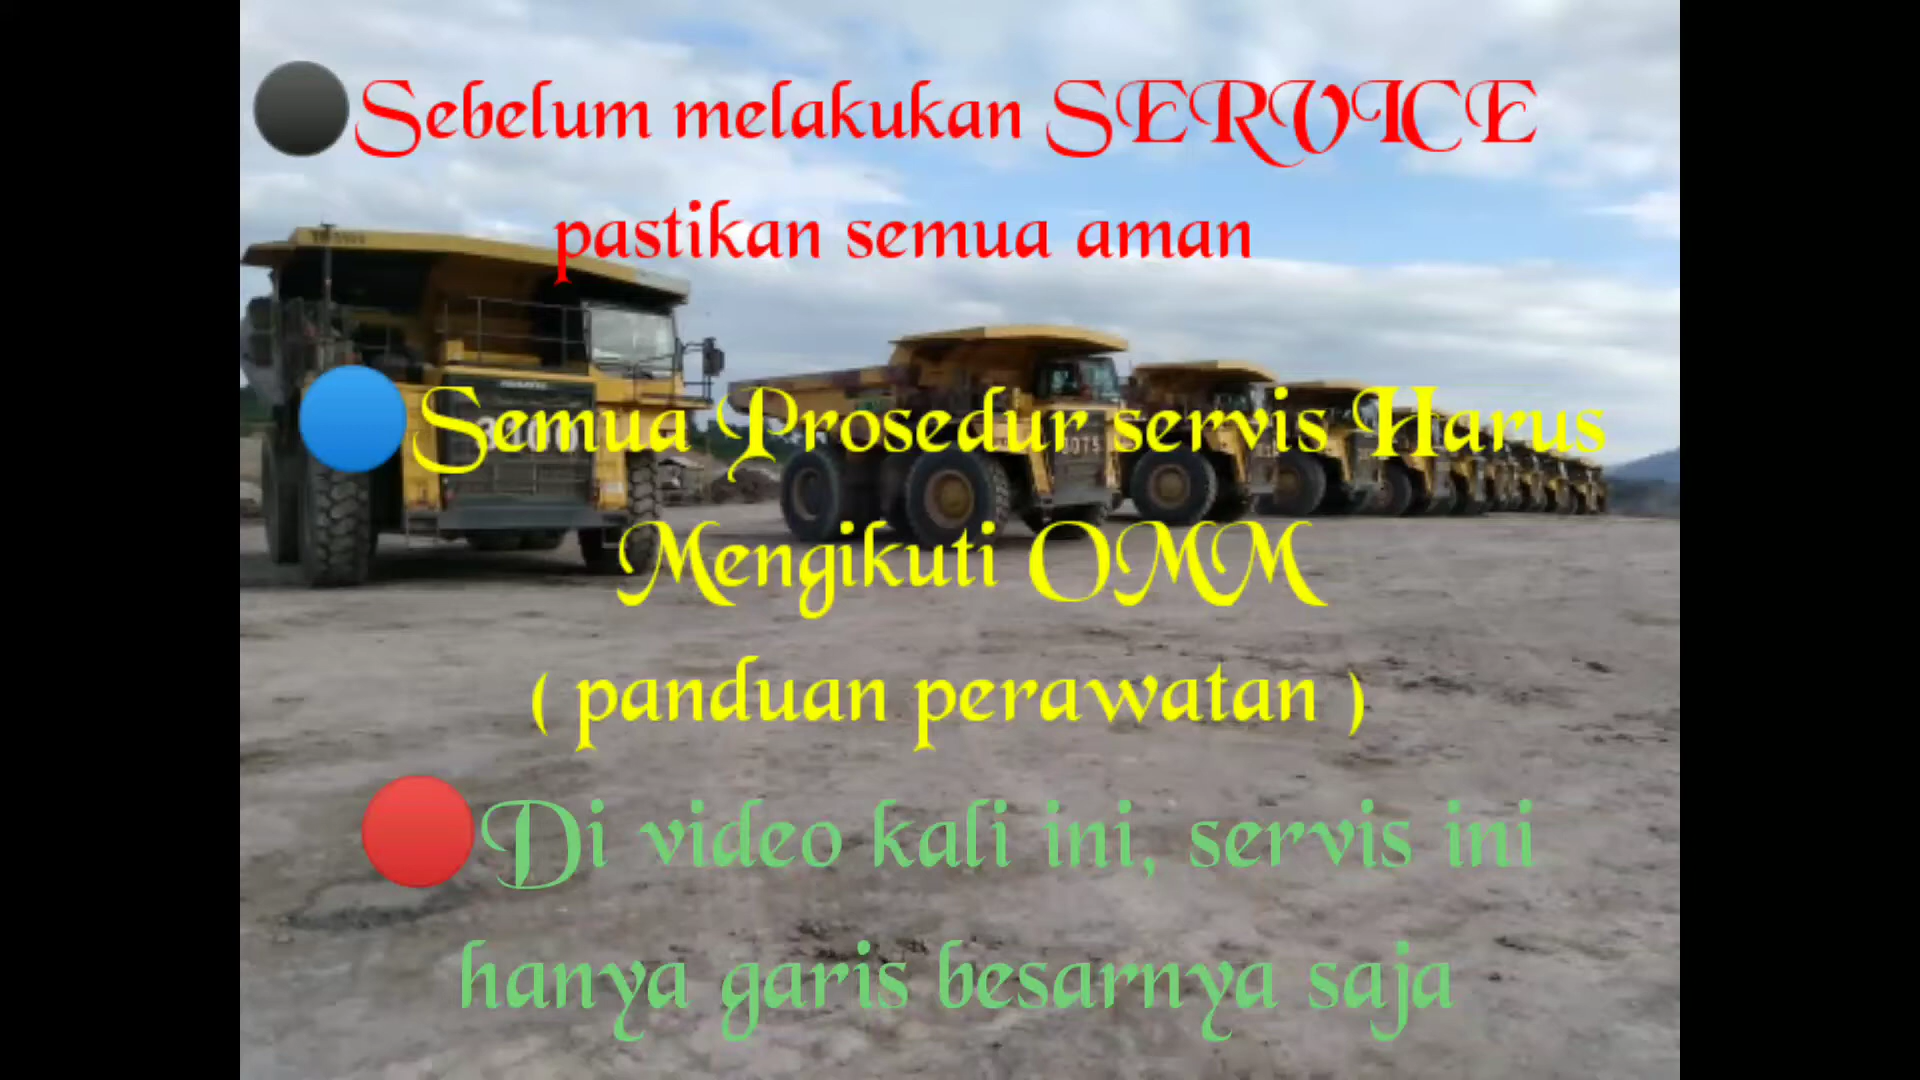 Sebelum melakukan SERVICE
pastikan semua aman
Semua Prosedur servis Harus
Mengikuti OMM
( panduan perawatan )
Di video kali ini, servis ini
hanya garis besarnya saja